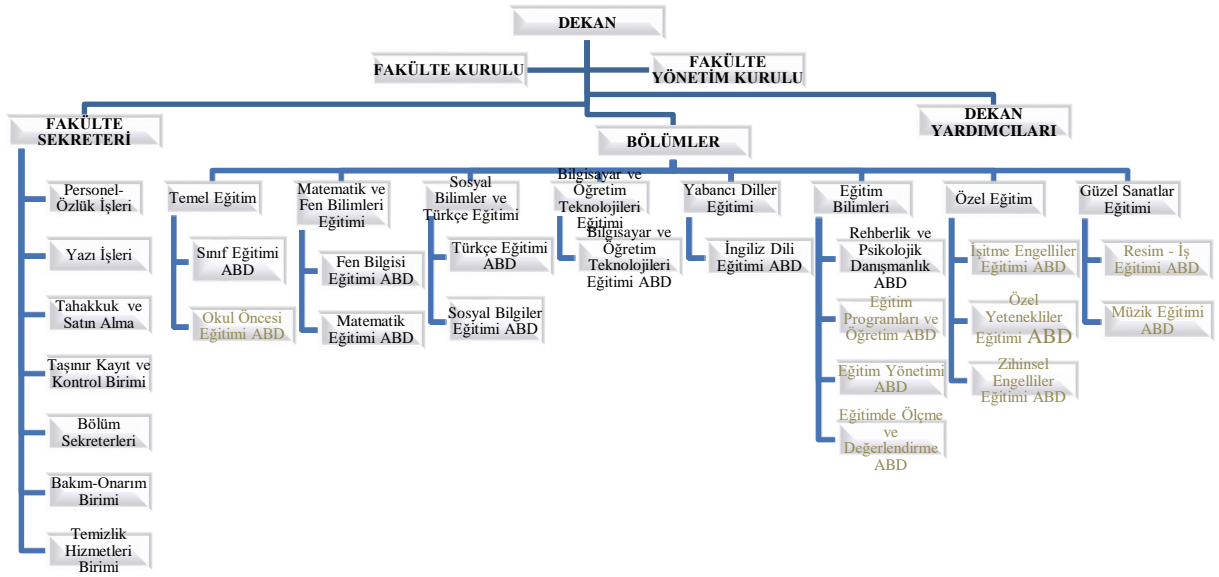 DEKAN
FAKÜLTE KURULU
FAKÜLTE
YÖNETİM KURULU
FAKÜLTE
SEKRETERİ
DEKAN
YARDIMCILARI
BÖLÜMLER
Personel-
Özlük İşleri
Yazı İşleri
Tahakkuk ve
Satın Alma
Taşınır Kayıt ve
Kontrol Birimi
Bölüm
Sekreterleri
Bakım-Onarım
Birimi
Temizlik
Hizmetleri
Birimi
Temel Eğitim
Sınıf Eğitimi
ABD
Okul Öncesi
Eğitimi ABD
Matematik ve
Fen Bilimleri
Eğitimi
Fen Bilgisi
Eğitimi ABD
Matematik
Eğitimi ABD
Sosyal
Bilimler ve
Türkçe Eğitimi
Türkçe Eğitimi
ABD
Sosyal Bilgiler
Eğitimi ABD
Bilgisayar ve
Öğretim
Teknolojileri
Eğitimi
Bilgisayar ve
Öğretim
Teknolojileri
Eğitimi ABD
Yabancı Diller
Eğitimi
İngiliz Dili
Eğitimi ABD
Eğitim
Bilimleri
Rehberlik ve
Psikolojik
Danışmanlık
ABD
Eğitim
Programları ve
Öğretim ABD
Eğitim Yönetimi
ABD
Eğitimde Ölçme
ve
Değerlendirme
ABD
Özel Eğitim
İşitme Engelliler
Eğitimi ABD
Özel
Yetenekliler
Eğitimi ABD
Zihinsel
Engelliler
Eğitimi ABD
Güzel Sanatlar
Eğitimi
Resim - İş
Eğitimi ABD
Müzik Eğitimi
ABD